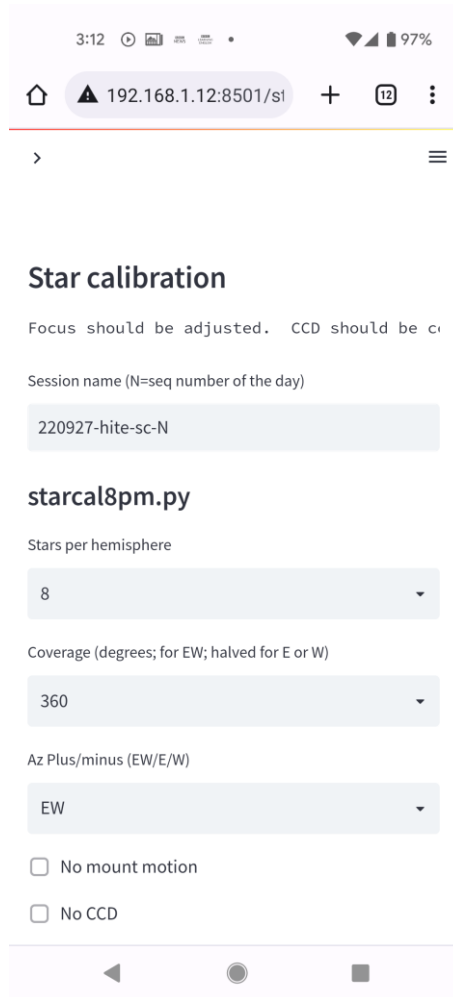 3:12
97%
192.168.1.12:8501/st
12
Star calibration
Focus should be adjusted.  CCD should be c
Session name (N=seq number of the day)
220927-hite-sc-N
starcal8pm.py
Stars per hemisphere
8
Coverage (degrees; for EW; halved for E or W)
360
Az Plus/minus (EW/E/W)
EW
No mount motion
No CCD